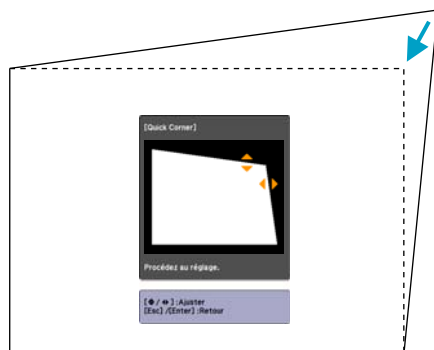 [Quick Corner]
Procédez au réglage.
[ / ] :Ajuster
[Esc] /[Enter] :Retour